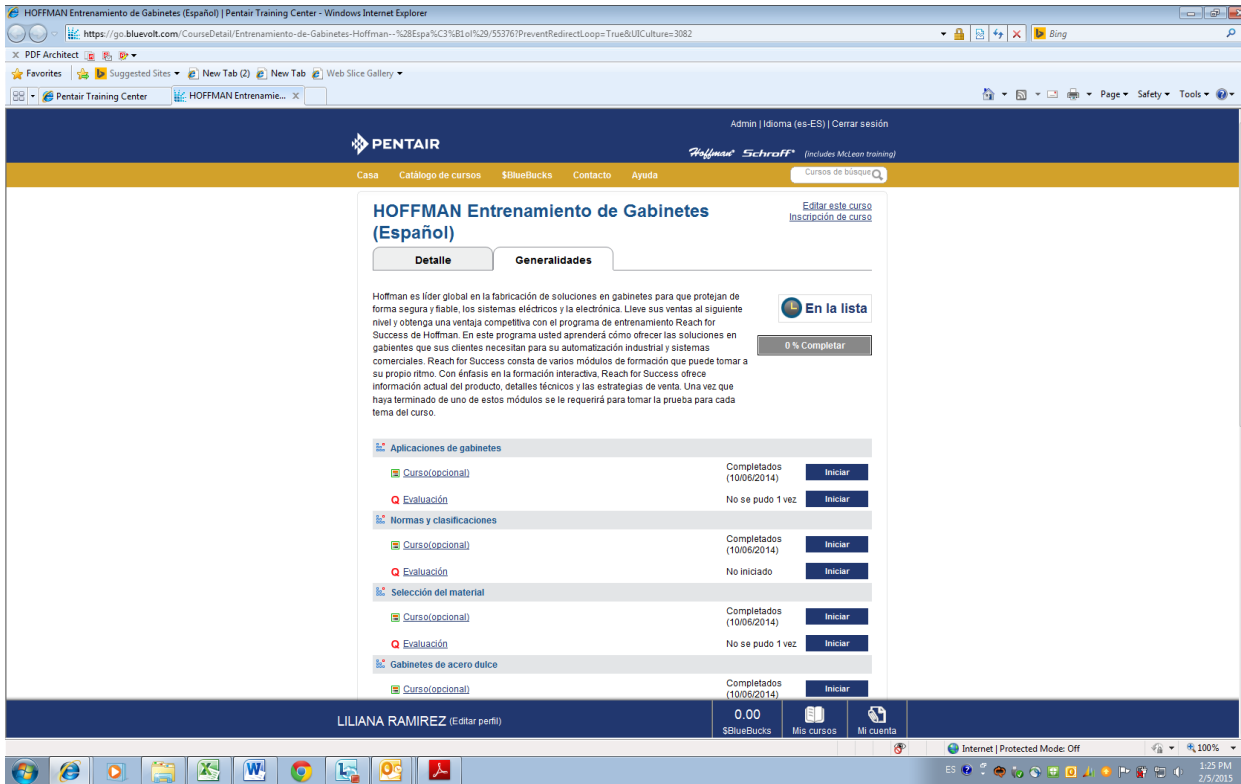 HOFFMAN Entrenamiento de Gabinetes (Español) | Pentair Training Center - Windows Internet Explorer
https://go.bluevolt.com/CourseDetail/Entrenamiento-de-Gabinetes-Hoffman--%28Espa%C3%B1ol%29/55376?PreventRedirectLoop=True&UICulture=3082
Bing
x PDF Architect
Favorites Suggested Sites New Tab (2) New Tab Web Slice Gallery
Pentair Training Center HOFFMAN Entrenamie... x Page Safety Tools
Admin | Idioma (es-ES) | Cerrar sesión
PENTAIR
Hoffman Schroff (includes McLean training)
Casa Catálogo de cursos $BlueBucks Contacto Ayuda Cursos de búsque
HOFFMAN Entrenamiento de Gabinetes
(Español)
Editar este curso
Inscripción de curso
Detalle Generalidades
Hoffman es líder global en la fabricación de soluciones en gabinetes para que protejan de
forma segura y fiable, los sistemas eléctricos y la electrónica. Lleve sus ventas al siguiente
nivel y obtenga una ventaja competitiva con el programa de entrenamiento Reach for
Success de Hoffman. En este programa usted aprenderá cómo ofrecer las soluciones en
gabientes que sus clientes necesitan para su automatización industrial y sistemas
comerciales. Reach for Success consta de varios módulos de formación que puede tomar a
su propio ritmo. Con énfasis en la formación interactiva, Reach for Success ofrece
información actual del producto, detalles técnicos y las estrategias de venta. Una vez que
haya terminado de uno de estos módulos se le requerirá para tomar la prueba para cada
tema del curso.
En la lista
0 % Completar
Aplicaciones de gabinetes
Curso(opcional) Completados (10/06/2014) Iniciar
Q Evaluación No se pudo 1 vez Iniciar
Normas y clasificaciones
Curso(opcional) Completados (10/06/2014) Iniciar
Q Evaluación No iniciado Iniciar
Selección del material
Curso(opcional) Completados (10/06/2014) Iniciar
Q Evaluación No se pudo 1 vez Iniciar
Gabinetes de acero dulce
Curso(opcional) Completados (10/06/2014) Iniciar
LILIANA RAMIREZ (Editar perfil)
0.00
$BlueBucks Mis cursos Mi cuenta
Internet | Protected Mode: Off 100%
ES 1:25 PM
2/5/2015